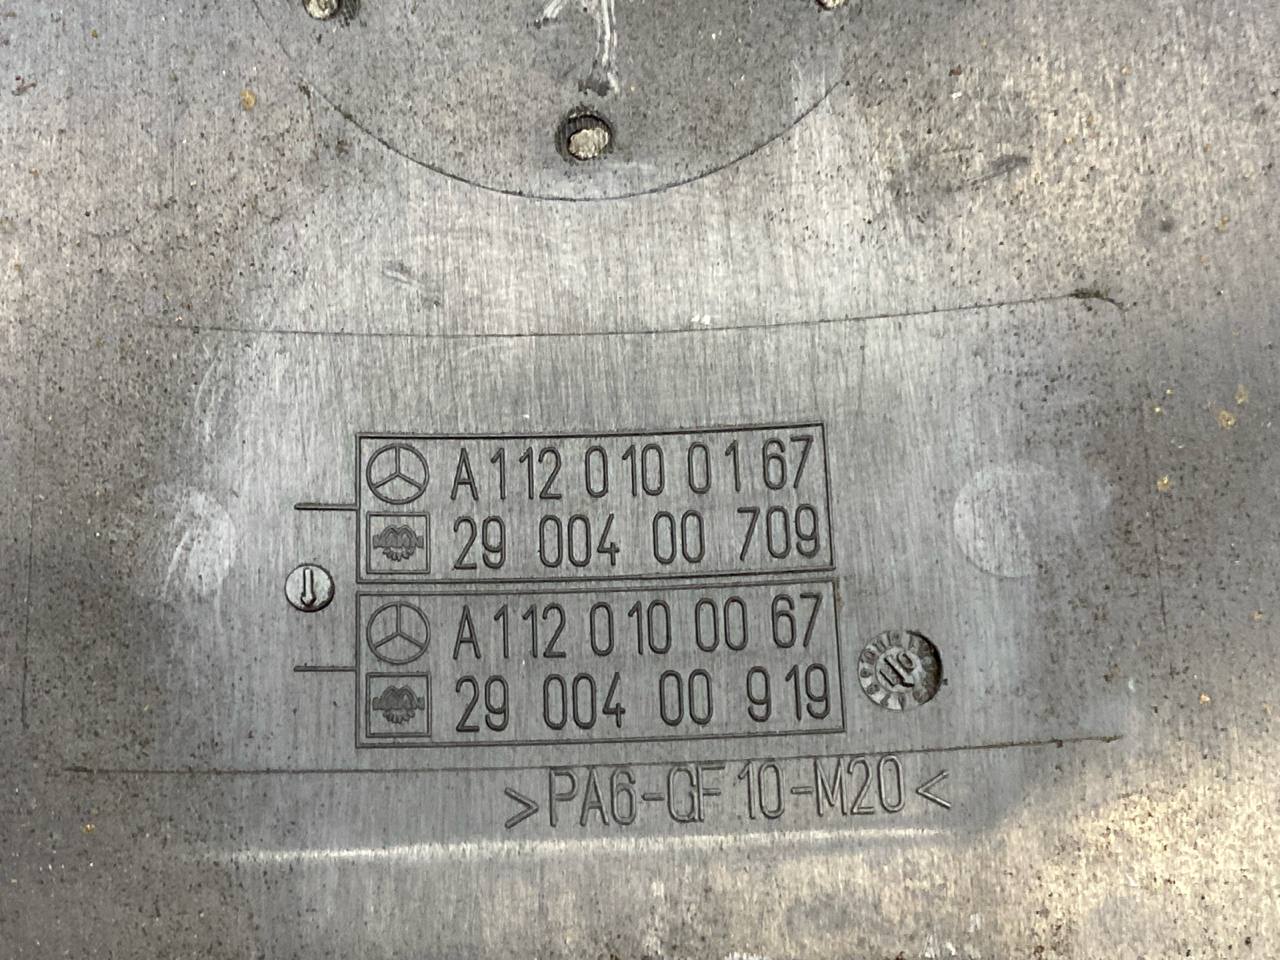 A 112 010 01 67
29 004 00 709
A 112 010 00 67
29 004 00 919
>PA6-GF10-M20<